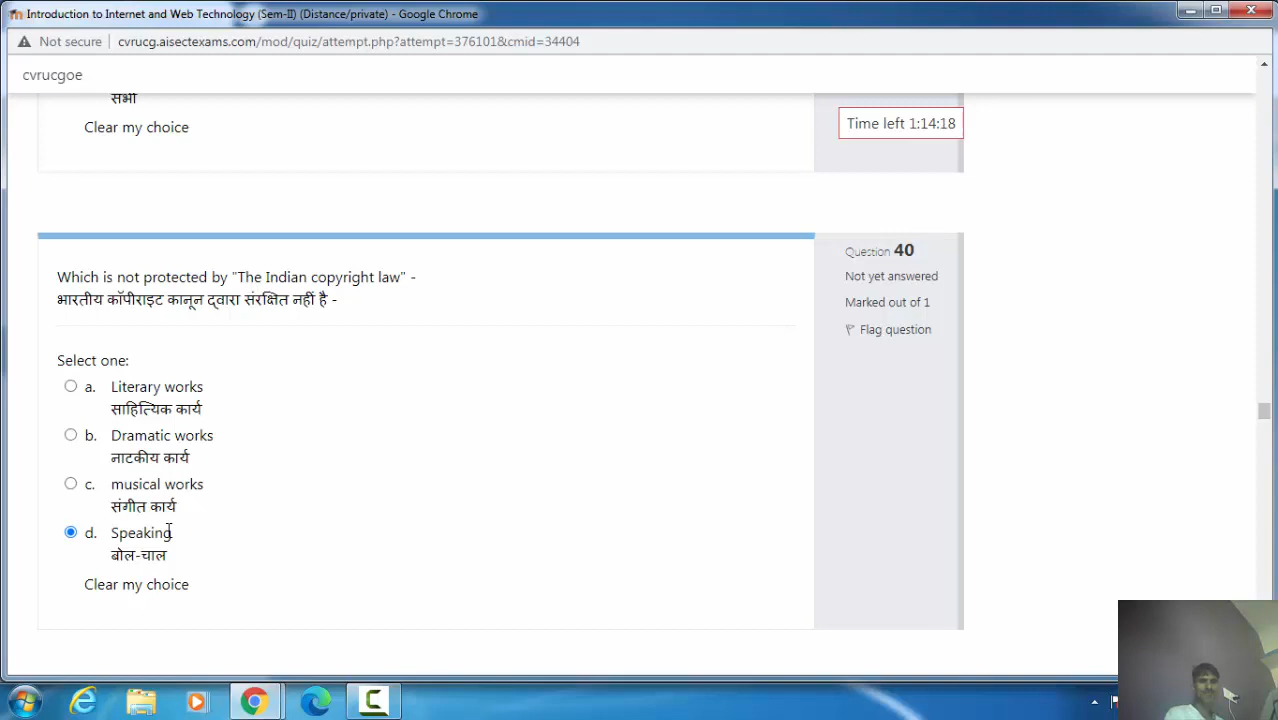 Introduction to Internet and Web Technology (Sem-II) (Distance/private) - Google Chrome
Not secure | cvrucg.aisectexams.com/mod/quiz/attempt.php?attempt=376101&cmid=34404
cvrucgoe
सभी
Clear my choice
Time left 1:14:18
Which is not protected by "The Indian copyright law" -
भारतीय कॉपीराइट कानून द्वारा संरक्षित नहीं है -
Question 40
Not yet answered
Marked out of 1
Flag question
Select one:
a. Literary works
साहित्यिक कार्य
b. Dramatic works
नाटकीय कार्य
c. musical works
संगीत कार्य
d. Speaking
बोल-चाल
Clear my choice